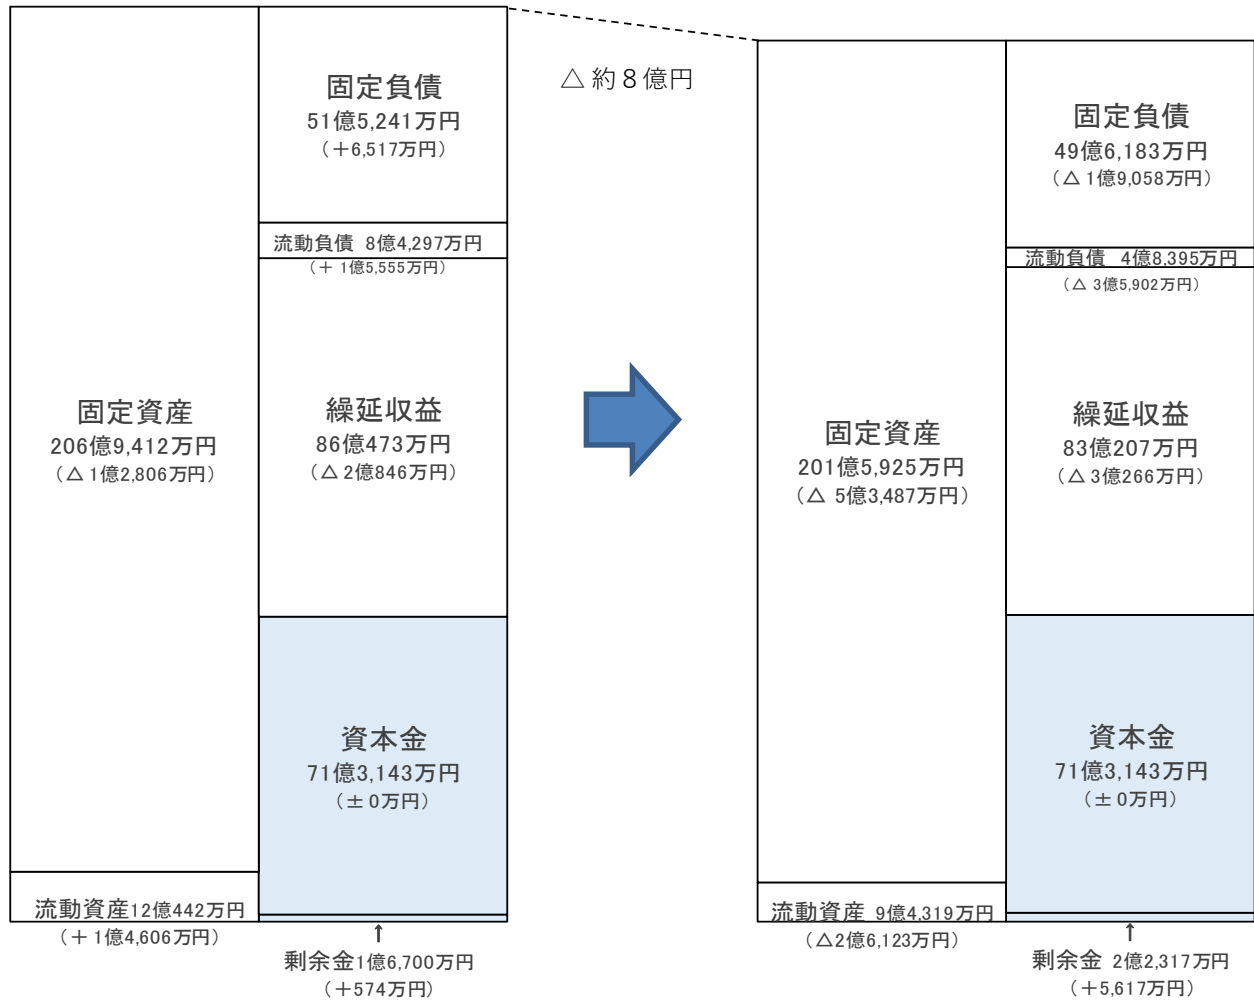 固定負債
51億5,241万円
（＋6,517万円）
流動負債 8億4,297万円
（＋ 1億5,555万円）
固定資産
206億9,412万円
（△ 1億2,806万円）
繰延収益
86億473万円
（△ 2億846万円）
資本金
71億3,143万円
（± 0万円）
流動資産12億442万円
（＋ 1億4,606万円）
↑
剰余金1億6,700万円
（＋574万円）
△ 約８億円
固定負債
49億6,183万円
（△ 1億9,058万円）
流動負債 4億8,395万円
（△ 3億5,902万円）
固定資産
201億5,925万円
（△ 5億3,487万円）
繰延収益
83億207万円
（△ 3億266万円）
資本金
71億3,143万円
（± 0万円）
流動資産 9億4,319万円
（△2億6,123万円）
↑
剰余金 2億2,317万円
（＋5,617万円）